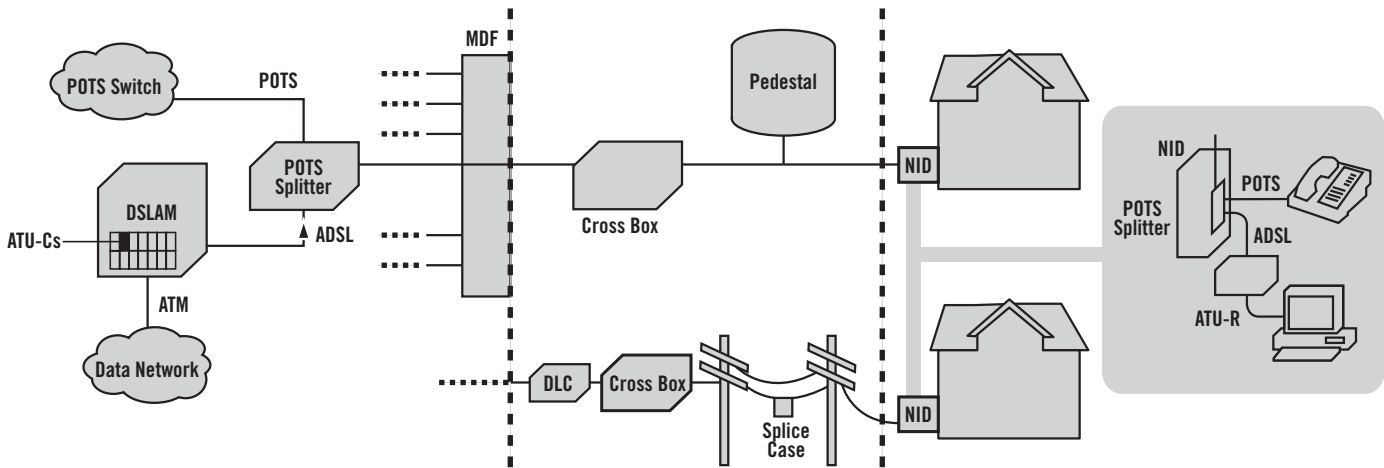 MDF
POTS Switch
POTS
POTS
Splitter
DSLAM
ATU-Cs
ADSL
ATM
Data Network
Cross Box
Pedestal
NID
DLC
Cross Box
Splice
Case
NID
NID
POTS
Splitter
POTS
ADSL
ATU-R